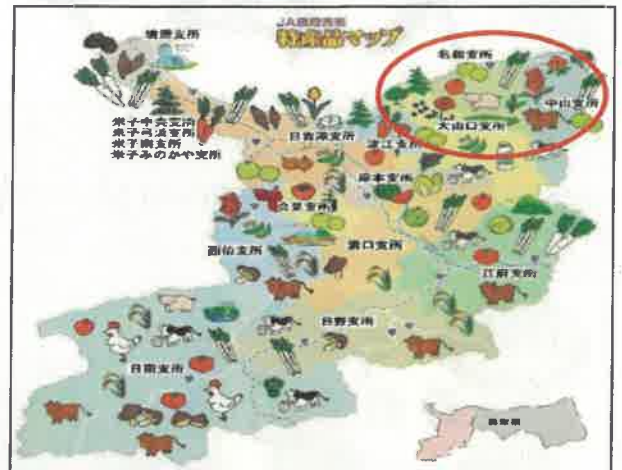 JA鳥取西部
特産品マップ
境港支所
名和支所
中山支所
大山口支所
米子中央支所
米子弓浜支所
米子南支所
米子みのかや支所
日吉津支所
淀江支所
岸本支所
会見支所
西伯支所
溝口支所
江府支所
日野支所
日南支所
鳥取県